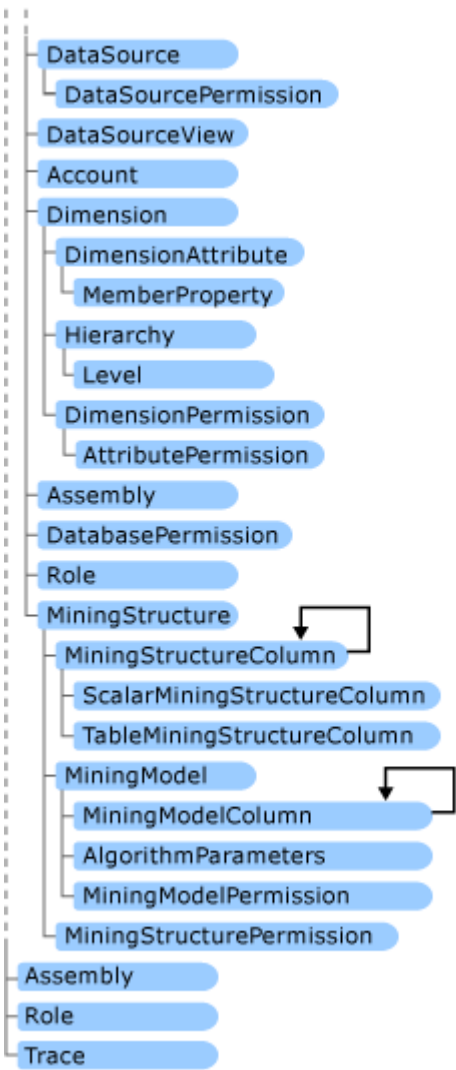 DataSource
DataSourcePermission
DataSourceView
Account
Dimension
DimensionAttribute
MemberProperty
Hierarchy
Level
DimensionPermission
AttributePermission
Assembly
DatabasePermission
Role
MiningStructure
MiningStructureColumn
ScalarMiningStructureColumn
TableMiningStructureColumn
MiningModel
MiningModelColumn
AlgorithmParameters
MiningModelPermission
MiningStructurePermission
Assembly
Role
Trace